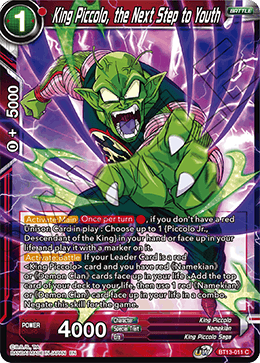 1
King Piccolo, the Next Step to Youth
BATTLE
+ 5000
Activate Main Once per turn , if you don't have a red
Unison Card in play : Choose up to 1 {Piccolo Jr.,
Descendant of the King} in your hand or face up in your
life and play it with a marker on it.
Activate Battle If your Leader Card is a red
<King Piccolo> card and you have red (Namekian)
or (Demon Clan) cards face up in your life : Add the top
card of your deck to your life, then use 1 red (Namekian)
or (Demon Clan) card face up in your life in a combo.
Negate this skill for the turn.
POWER
4000
Character
King Piccolo
Special Trait
Namekian
Era
King Piccolo Saga
BT13-011 C